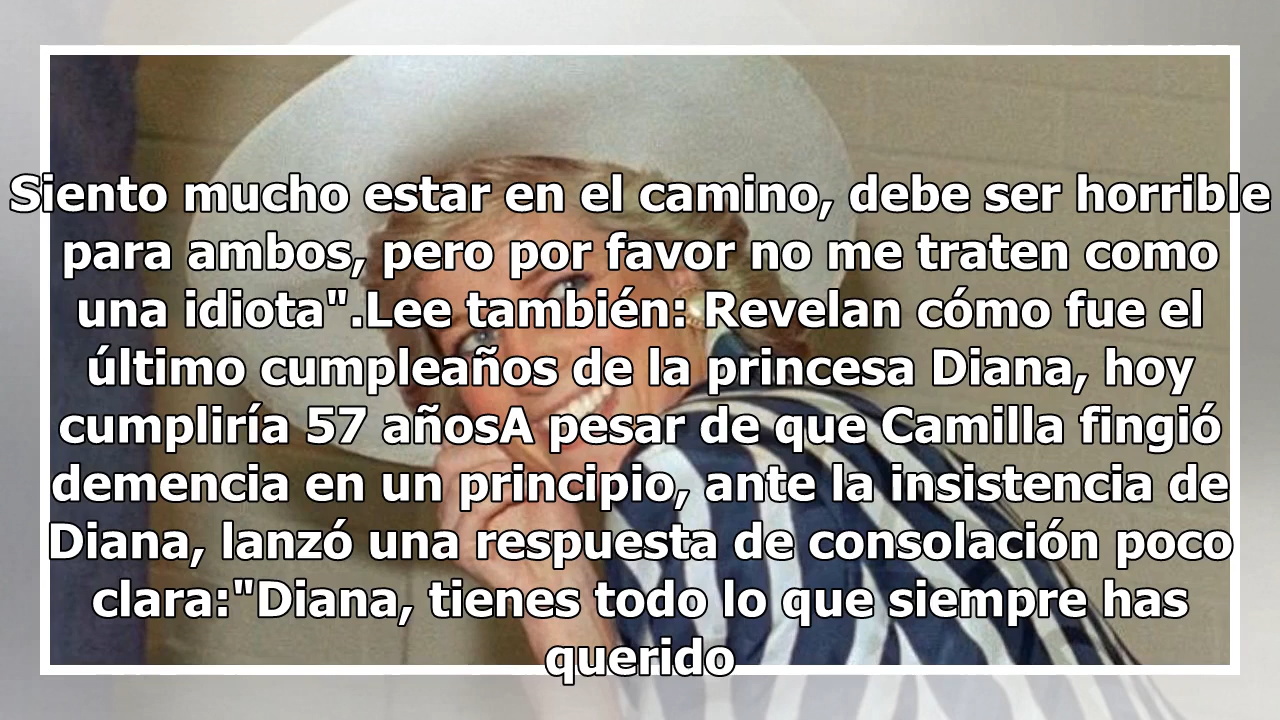 Siento mucho estar en el camino, debe ser horrible
para ambos, pero por favor no me traten como
una idiota".Lee también: Revelan cómo fue el
último cumpleaños de la princesa Diana, hoy
cumpliría 57 añosA pesar de que Camilla fingió
demencia en un principio, ante la insistencia de
Diana, lanzó una respuesta de consolación poco
clara:"Diana, tienes todo lo que siempre has
querido